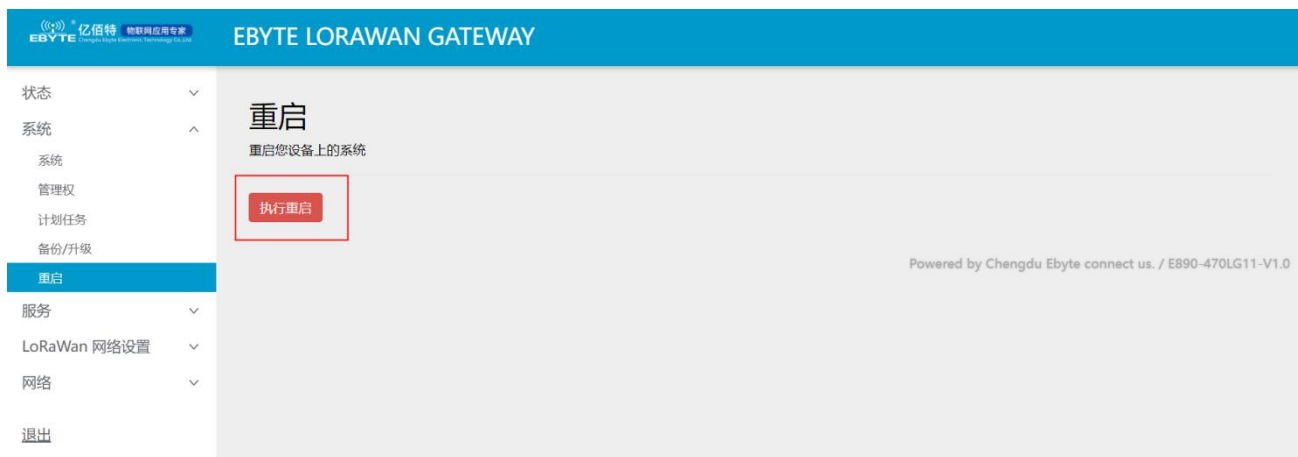 EBYTE 亿佰特 物联网应用专家 EBYTE LORAWAN GATEWAY
状态
系统
系统
管理权
计划任务
备份/升级
重启
服务
LoRaWan 网络设置
网络
退出
重启
重启您设备上的系统
执行重启
Powered by Chengdu Ebyte connect us. / E890-470LG11-V1.0